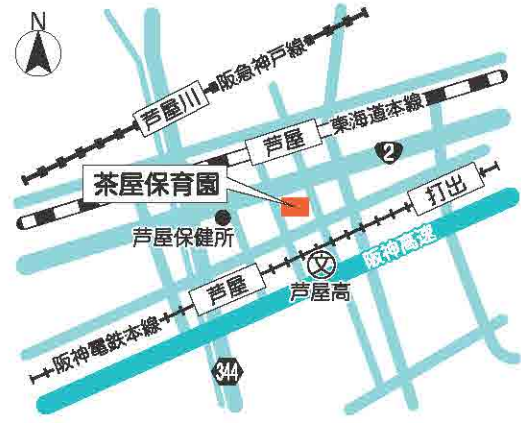 N
阪急神戸線
芦屋川
東海道本線
芦屋
2
茶屋保育園
打出
芦屋保健所
阪神高速
文
芦屋
芦屋高
阪神電鉄本線
344